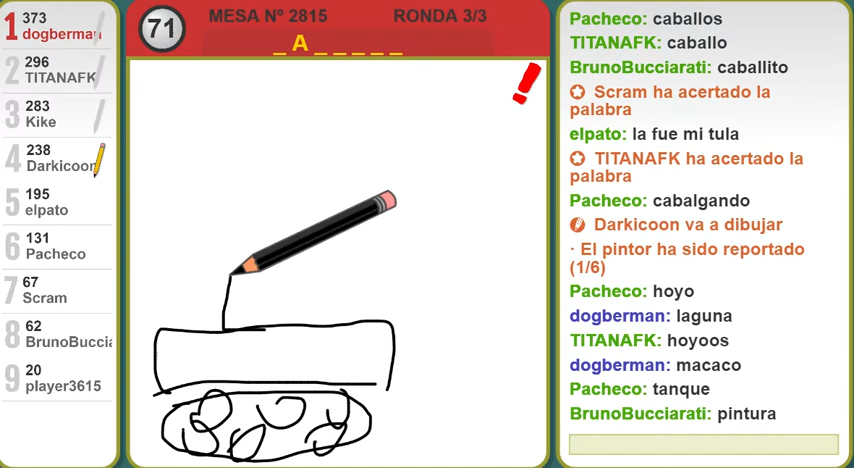 1
373
dogberman
2
296
TITANAFK
3
283
Kike
4
238
Darkicoon
5
195
elpato
6
131
Pacheco
7
67
Scram
8
62
BrunoBuccia
9
20
player3615
71
MESA Nº 2815
RONDA 3/3
_ A _ _ _ _ _
!
Pacheco: caballos
TITANAFK: caballo
BrunoBucciarati: caballito
Scram ha acertado la
palabra
elpato: la fue mi tula
TITANAFK ha acertado la
palabra
Pacheco: cabalgando
Darkicoon va a dibujar
· El pintor ha sido reportado
(1/6)
Pacheco: hoyo
dogberman: laguna
TITANAFK: hoyoos
dogberman: macaco
Pacheco: tanque
BrunoBucciarati: pintura